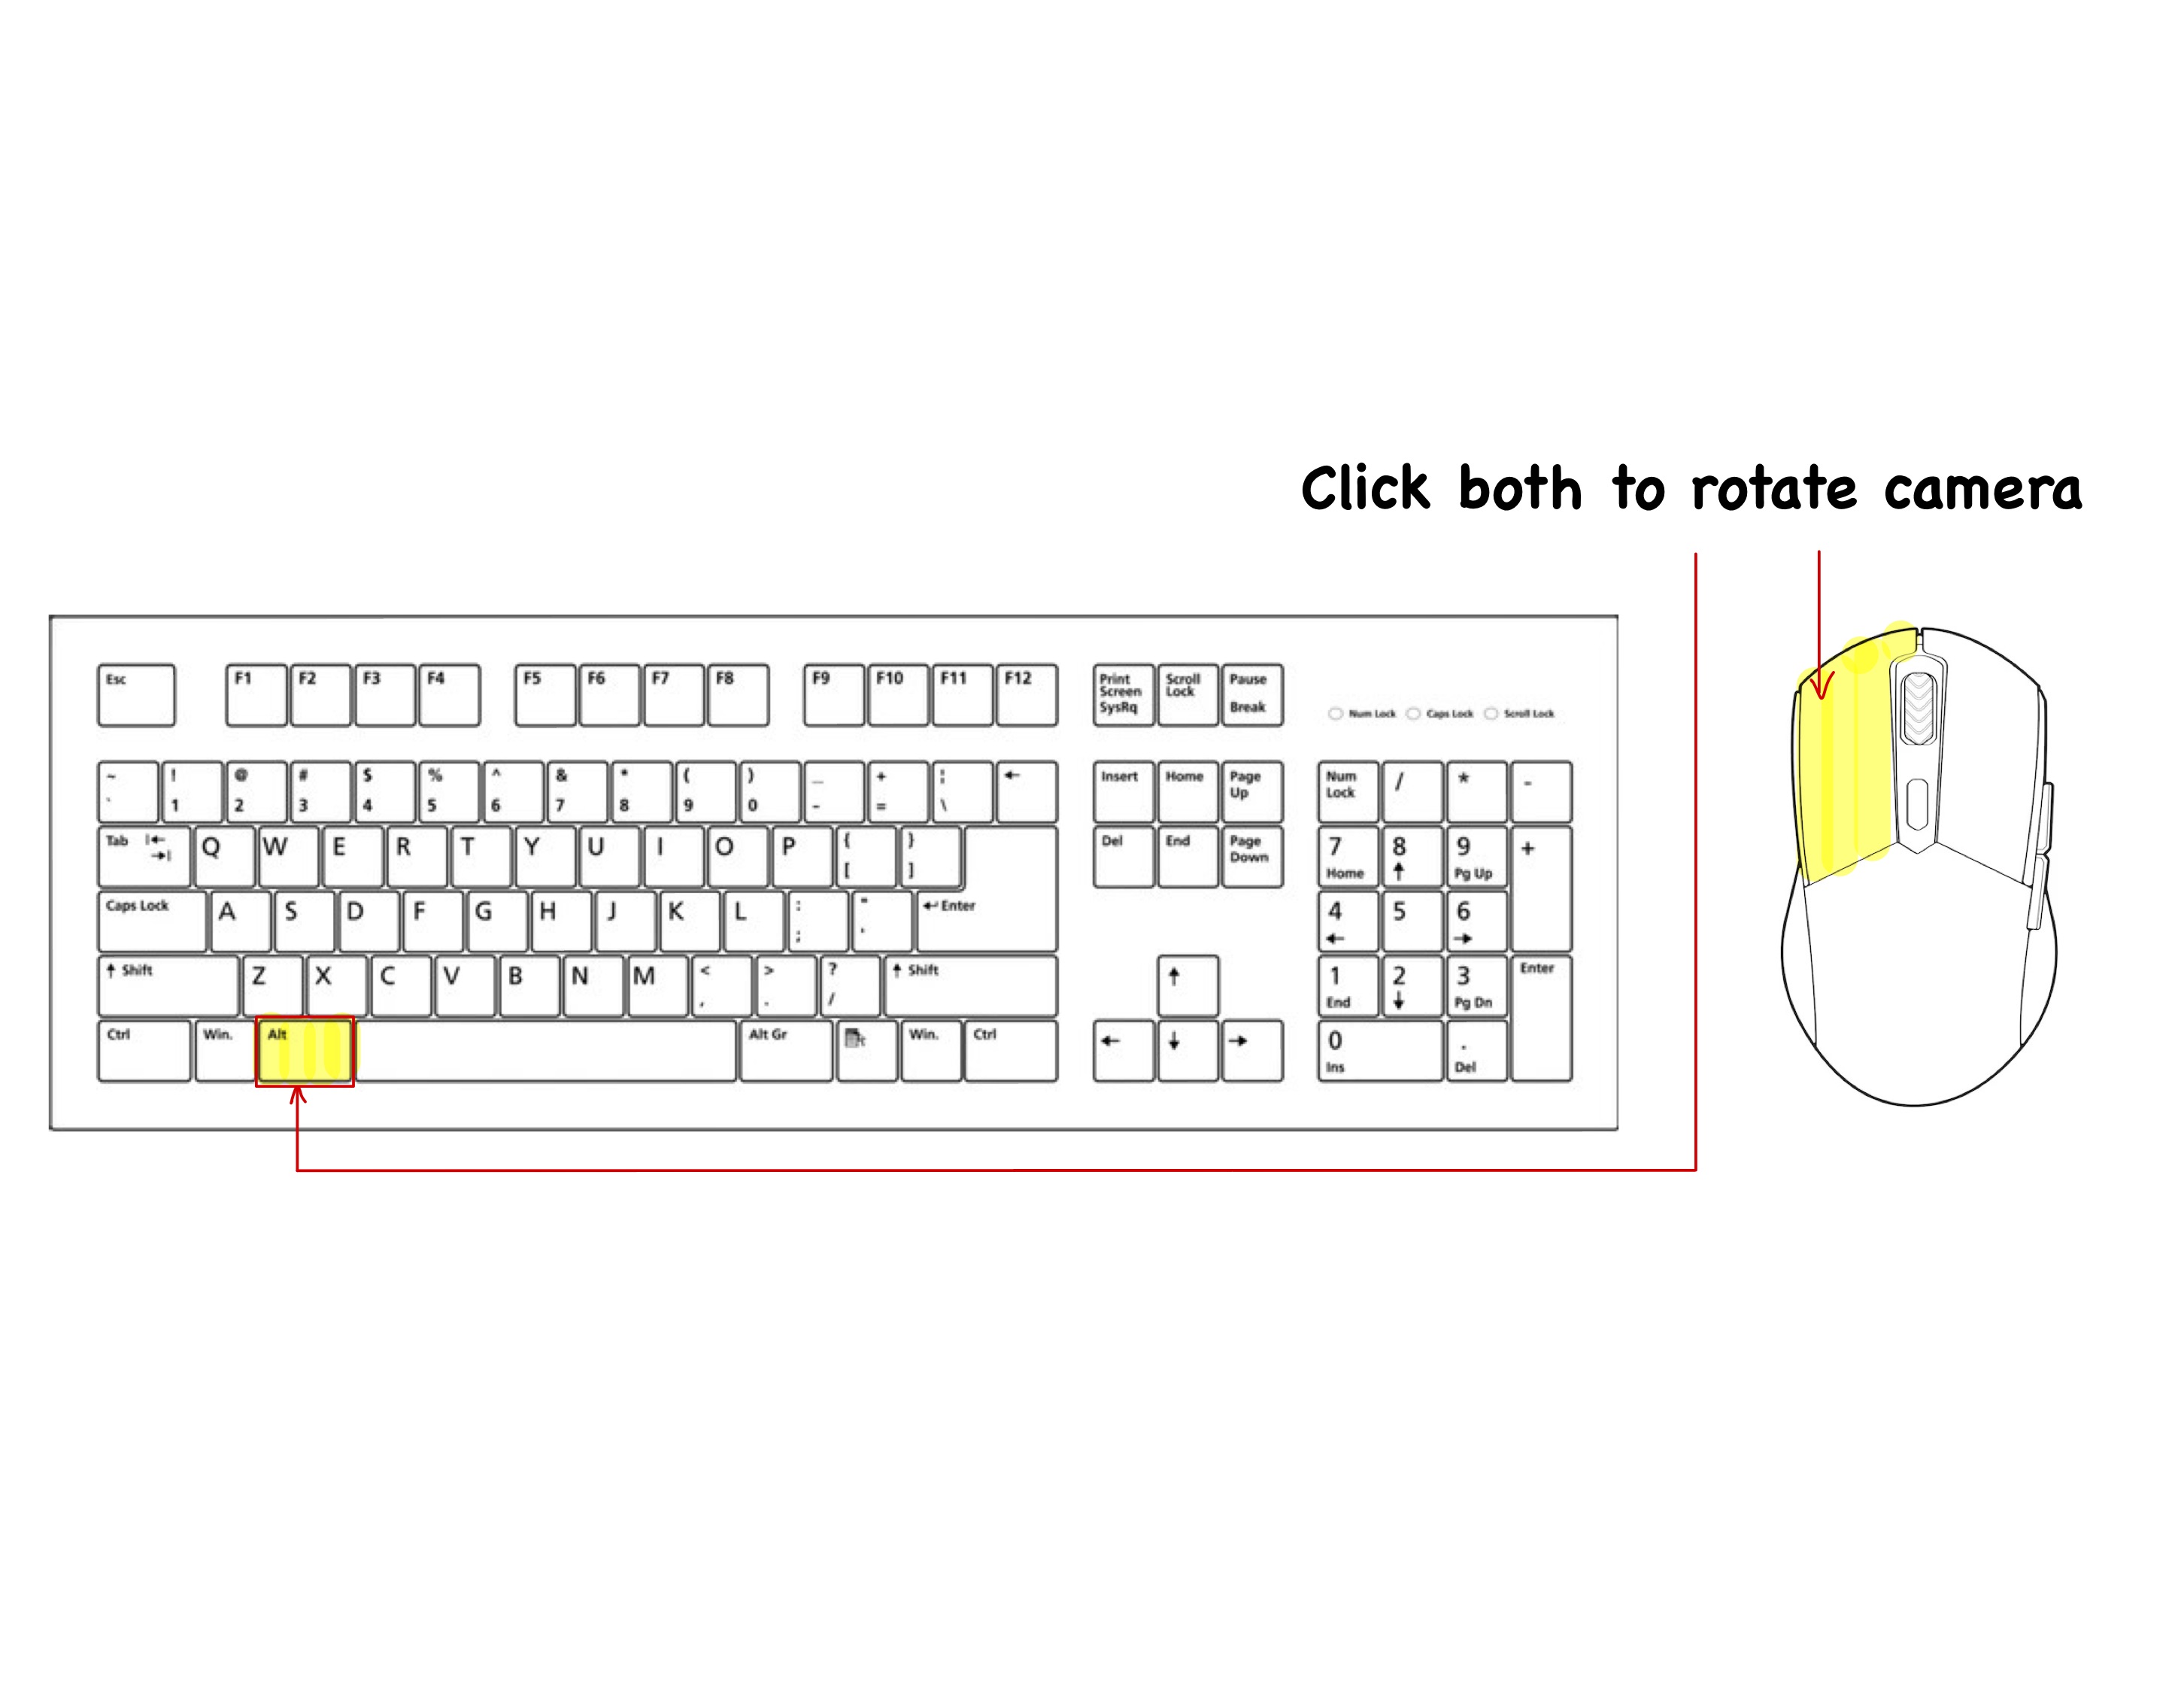 Click both to rotate camera
Esc F1 F2 F3 F4 F5 F6 F7 F8 F9 F10 F11 F12 Print Screen SysRq Scroll Lock Pause Break
Num Lock Caps Lock Scroll Lock
~ ` ! 1 @ 2 # 3 $ 4 % 5 ^ 6 & 7 * 8 ( 9 ) 0 _ - + = ¦ \ ← Insert Home Page Up Num Lock / * -
Tab Q W E R T Y U I O P { [ } ] Del End Page Down 7 Home 8 ↑ 9 Pg Up +
Caps Lock A S D F G H J K L : ; " ' ↵ Enter 4 ← 5 6 →
↑ Shift Z X C V B N M < , > . ? / ↑ Shift ↑ 1 End 2 ↓ 3 Pg Dn Enter
Ctrl Win. Alt Alt Gr Win. Ctrl ← ↓ → 0 Ins . Del